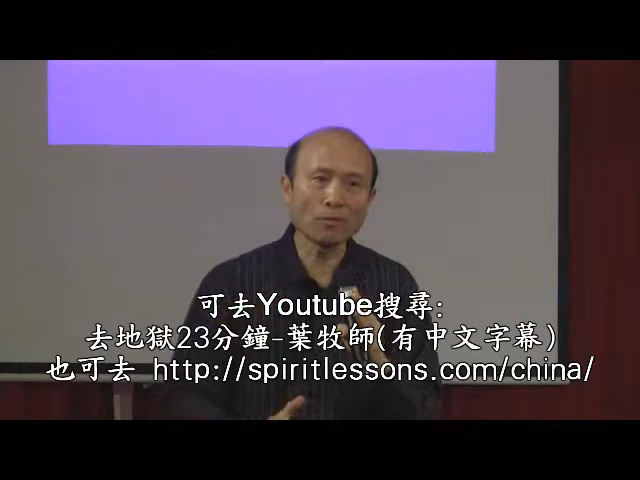 可去Youtube搜尋:
去地獄23分鐘-葉牧師(有中文字幕)
也可去 http://spiritlessons.com/china/